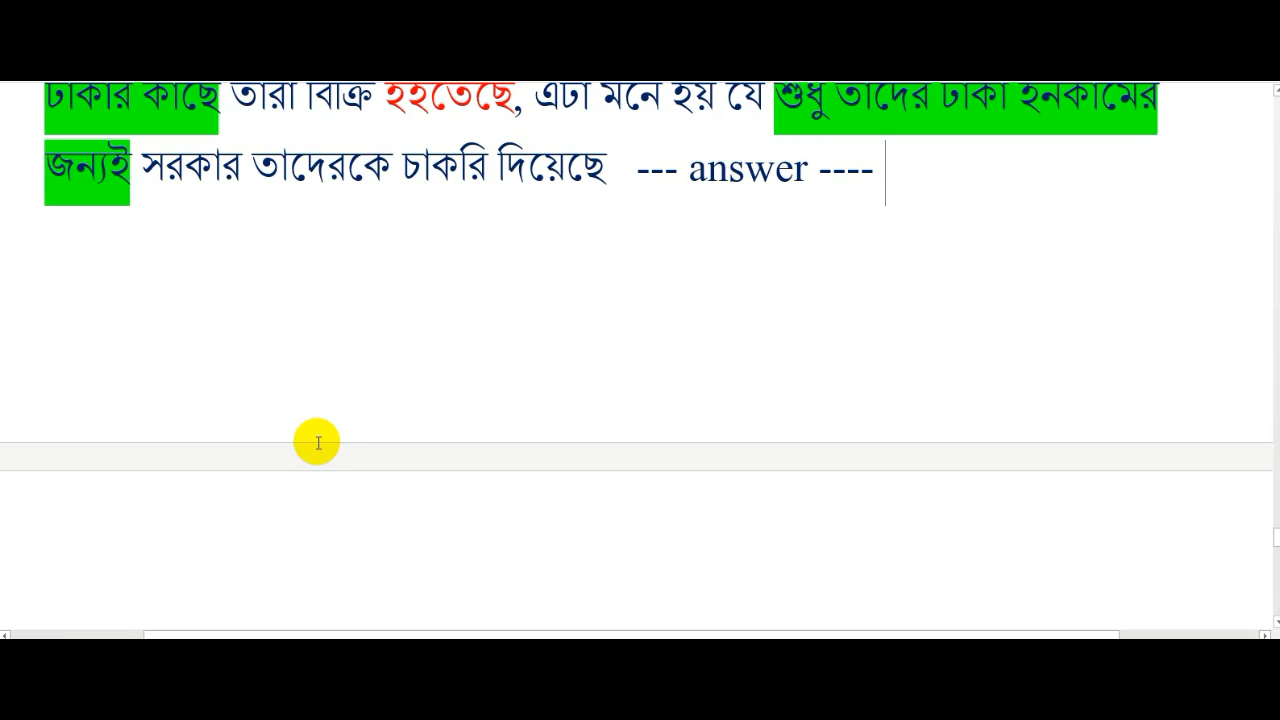 টাকার কাছে তারা বিক্রি হইতেছে, এটা মনে হয় যে শুধু তাদের টাকা ইনকামের
জন্যই সরকার তাদেরকে চাকরি দিয়েছে --- answer ----